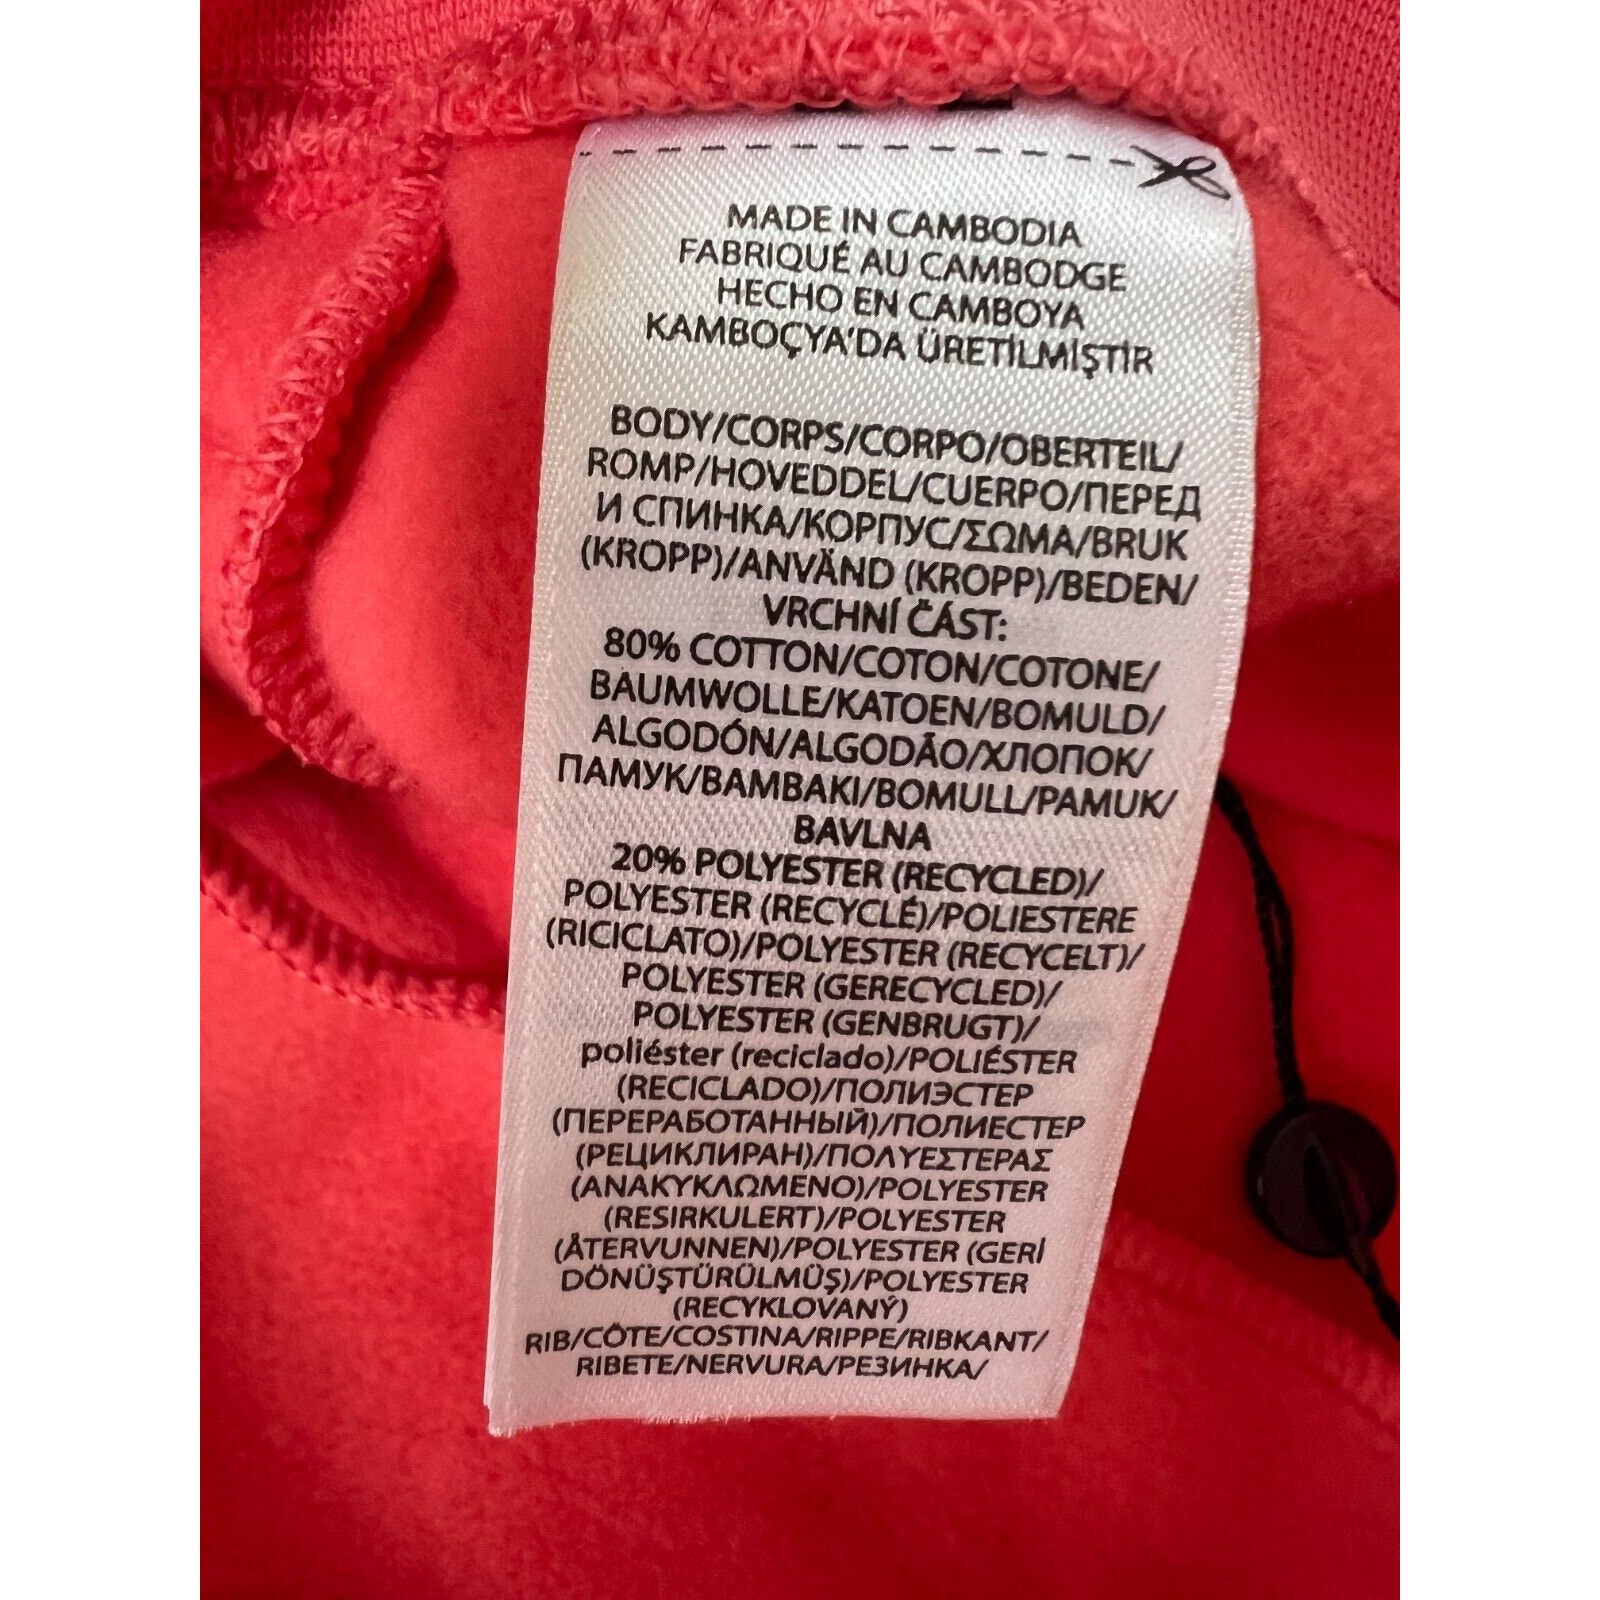 MADE IN CAMBODIA
FABRIQUÉ AU CAMBODGE
HECHO EN CAMBOYA
KAMBOÇYA'DA ÜRETİLMİŞTİR
BODY/CORPS/CORPO/OBERTEIL/
ROMP/HOVEDDEL/CUERPO/ПЕРЕД
И СПИНКА/КОРПУС/ΣΩΜΑ/BRUK
(KROPP)/ANVÄND (KROPP)/BEDEN/
VRCHNÍ ČÁST:
80% COTTON/COTON/COTONE/
BAUMWOLLE/KATOEN/BOMULD/
ALGODÓN/ALGODÃO/ХЛОПОК/
ПАМУК/BAMBAKI/BOMULL/PAMUK/
BAVLNA
20% POLYESTER (RECYCLED)/
POLYESTER (RECYCLÉ)/POLIESTERE
(RICICLATO)/POLYESTER (RECYCELT)/
POLYESTER (GERECYCLED)/
POLYESTER (GENBRUGT)/
poliéster (reciclado)/POLIÉSTER
(RECICLADO)/ПОЛИЭСТЕР
(ПЕРЕРАБОТАННЫЙ)/ПОЛИЕСТЕР
(РЕЦИКЛИРАН)/ΠΟΛΥΕΣΤΕΡΑΣ
(ΑΝΑΚΥΚΛΩΜΕΝΟ)/POLYESTER
(RESIRKULERT)/POLYESTER
(ÅTERVUNNEN)/POLYESTER (GERİ
DÖNÜŞTÜRÜLMÜŞ)/POLYESTER
(RECYKLOVANÝ)
RIB/CÔTE/COSTINA/RIPPE/RIBKANT/
RIBETE/NERVURA/РЕЗИНКА/